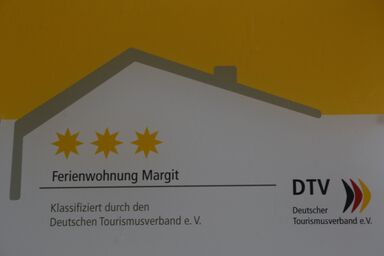 Ferienwohnung Margit
Klassifiziert durch den
Deutschen Tourismusverband e. V.
DTV
Deutscher
Tourismusverband e. V.